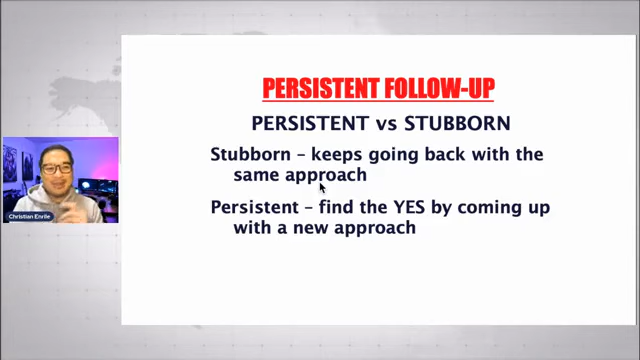 PERSISTENT FOLLOW-UP
PERSISTENT vs STUBBORN
Stubborn – keeps going back with the
same approach
Christian Enrile
Persistent – find the YES by coming up
with a new approach